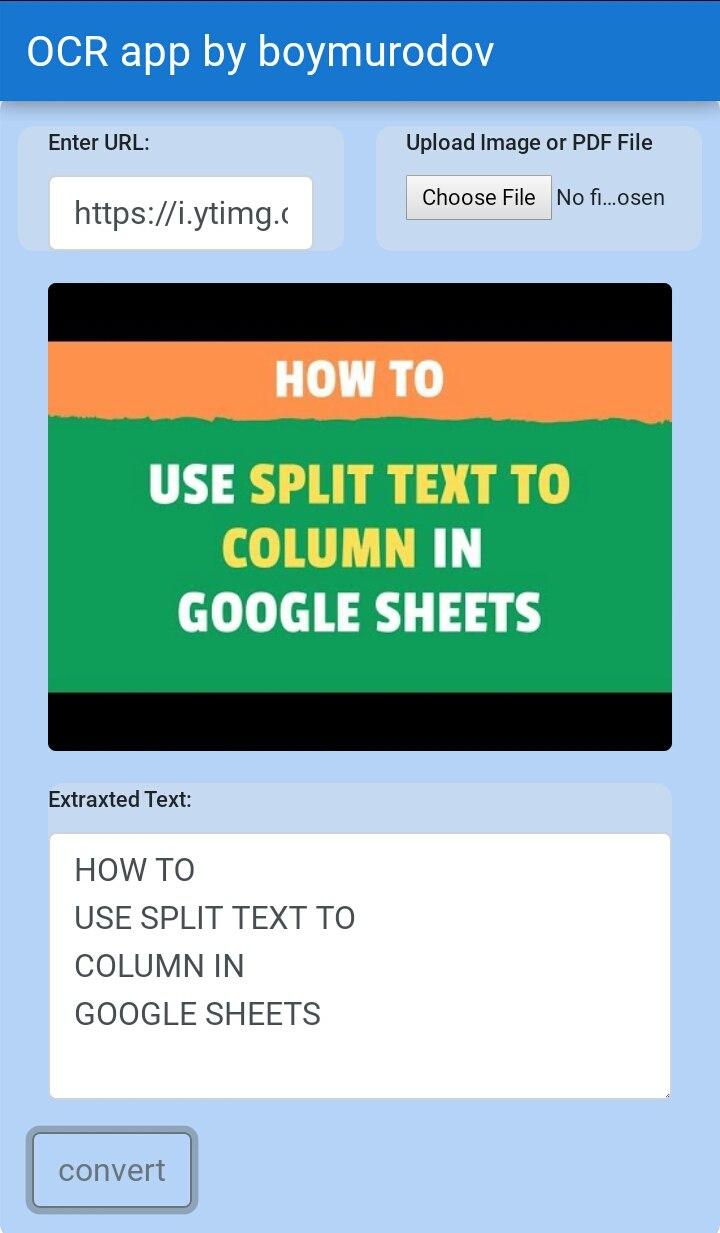 OCR app by boymurodov
Enter URL:
https://i.ytimg.c
Upload Image or PDF File
Choose File No fi...osen
HOW TO
USE SPLIT TEXT TO
COLUMN IN
GOOGLE SHEETS
Extraxted Text:
HOW TO
USE SPLIT TEXT TO
COLUMN IN
GOOGLE SHEETS
convert